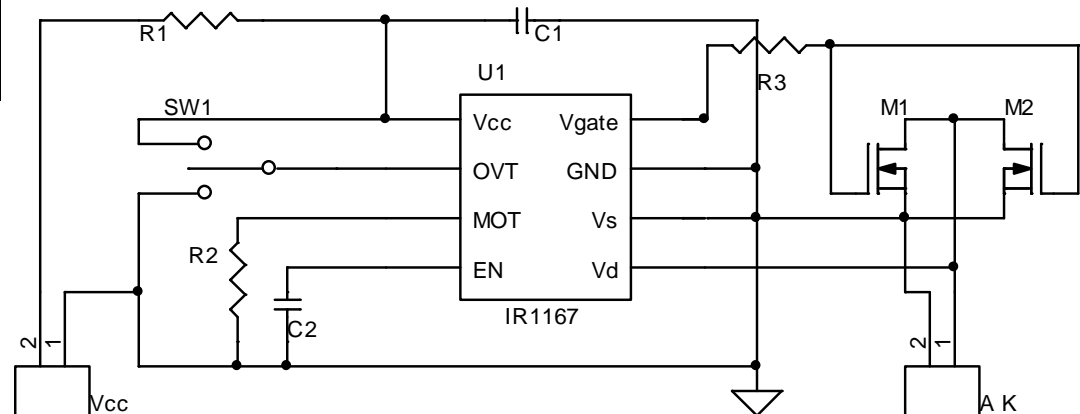 R1
C1
R3
U1
SW1
M1
M2
Vcc
Vgate
OVT
GND
MOT
Vs
R2
EN
Vd
IR1167
C2
2
1
Vcc
2
1
A K